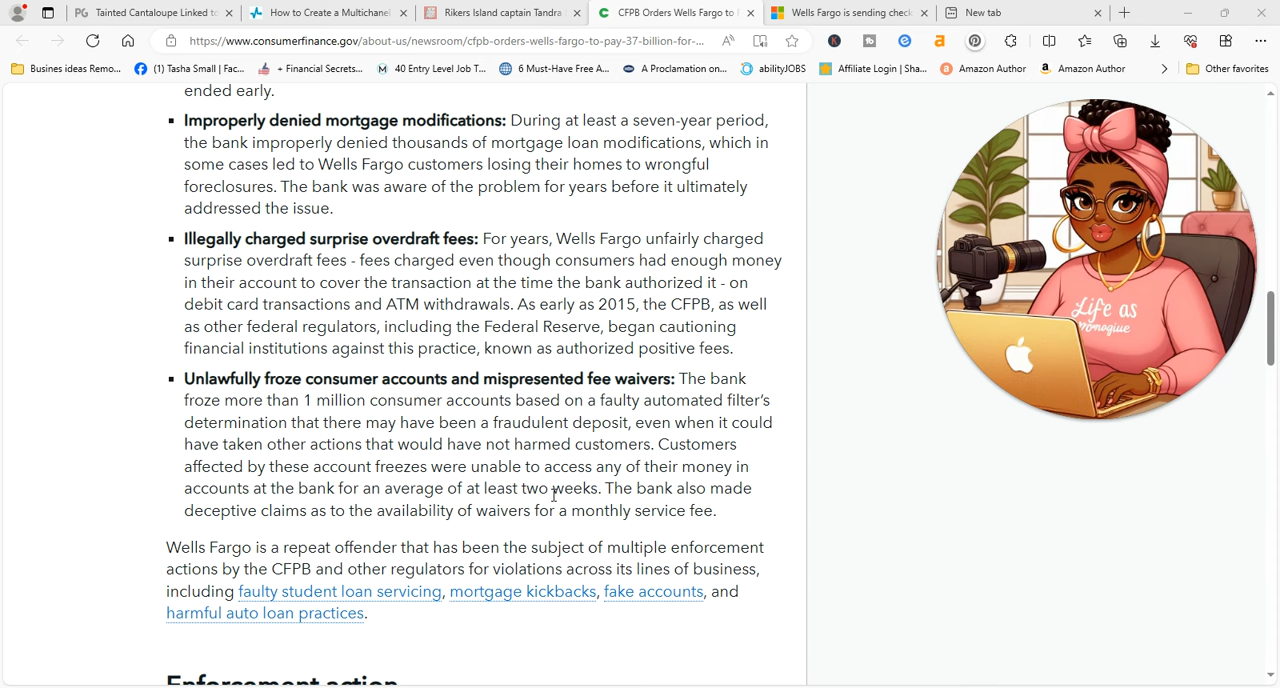 PG Tainted Cantaloupe Linked to
How to Create a Multichanel
Rikers Island captain Tandra
CFPB Orders Wells Fargo to
Wells Fargo is sending check
New tab
https://www.consumerfinance.gov/about-us/newsroom/cfpb-orders-wells-fargo-to-pay-37-billion-for-...
Busines ideas Remo...
(1) Tasha Small | Fac...
+ Financial Secrets...
40 Entry Level Job T...
6 Must-Have Free A...
A Proclamation on...
abilityJOBS
Affiliate Login | Sha...
Amazon Author
Amazon Author
Other favorites
ended early.
▪ Improperly denied mortgage modifications: During at least a seven-year period,
the bank improperly denied thousands of mortgage loan modifications, which in
some cases led to Wells Fargo customers losing their homes to wrongful
foreclosures. The bank was aware of the problem for years before it ultimately
addressed the issue.
▪ Illegally charged surprise overdraft fees: For years, Wells Fargo unfairly charged
surprise overdraft fees - fees charged even though consumers had enough money
in their account to cover the transaction at the time the bank authorized it - on
debit card transactions and ATM withdrawals. As early as 2015, the CFPB, as well
as other federal regulators, including the Federal Reserve, began cautioning
financial institutions against this practice, known as authorized positive fees.
▪ Unlawfully froze consumer accounts and mispresented fee waivers: The bank
froze more than 1 million consumer accounts based on a faulty automated filter's
determination that there may have been a fraudulent deposit, even when it could
have taken other actions that would have not harmed customers. Customers
affected by these account freezes were unable to access any of their money in
accounts at the bank for an average of at least two weeks. The bank also made
deceptive claims as to the availability of waivers for a monthly service fee.
Wells Fargo is a repeat offender that has been the subject of multiple enforcement
actions by the CFPB and other regulators for violations across its lines of business,
including faulty student loan servicing, mortgage kickbacks, fake accounts, and
harmful auto loan practices.
Enforcement action
Life as
Monogiue